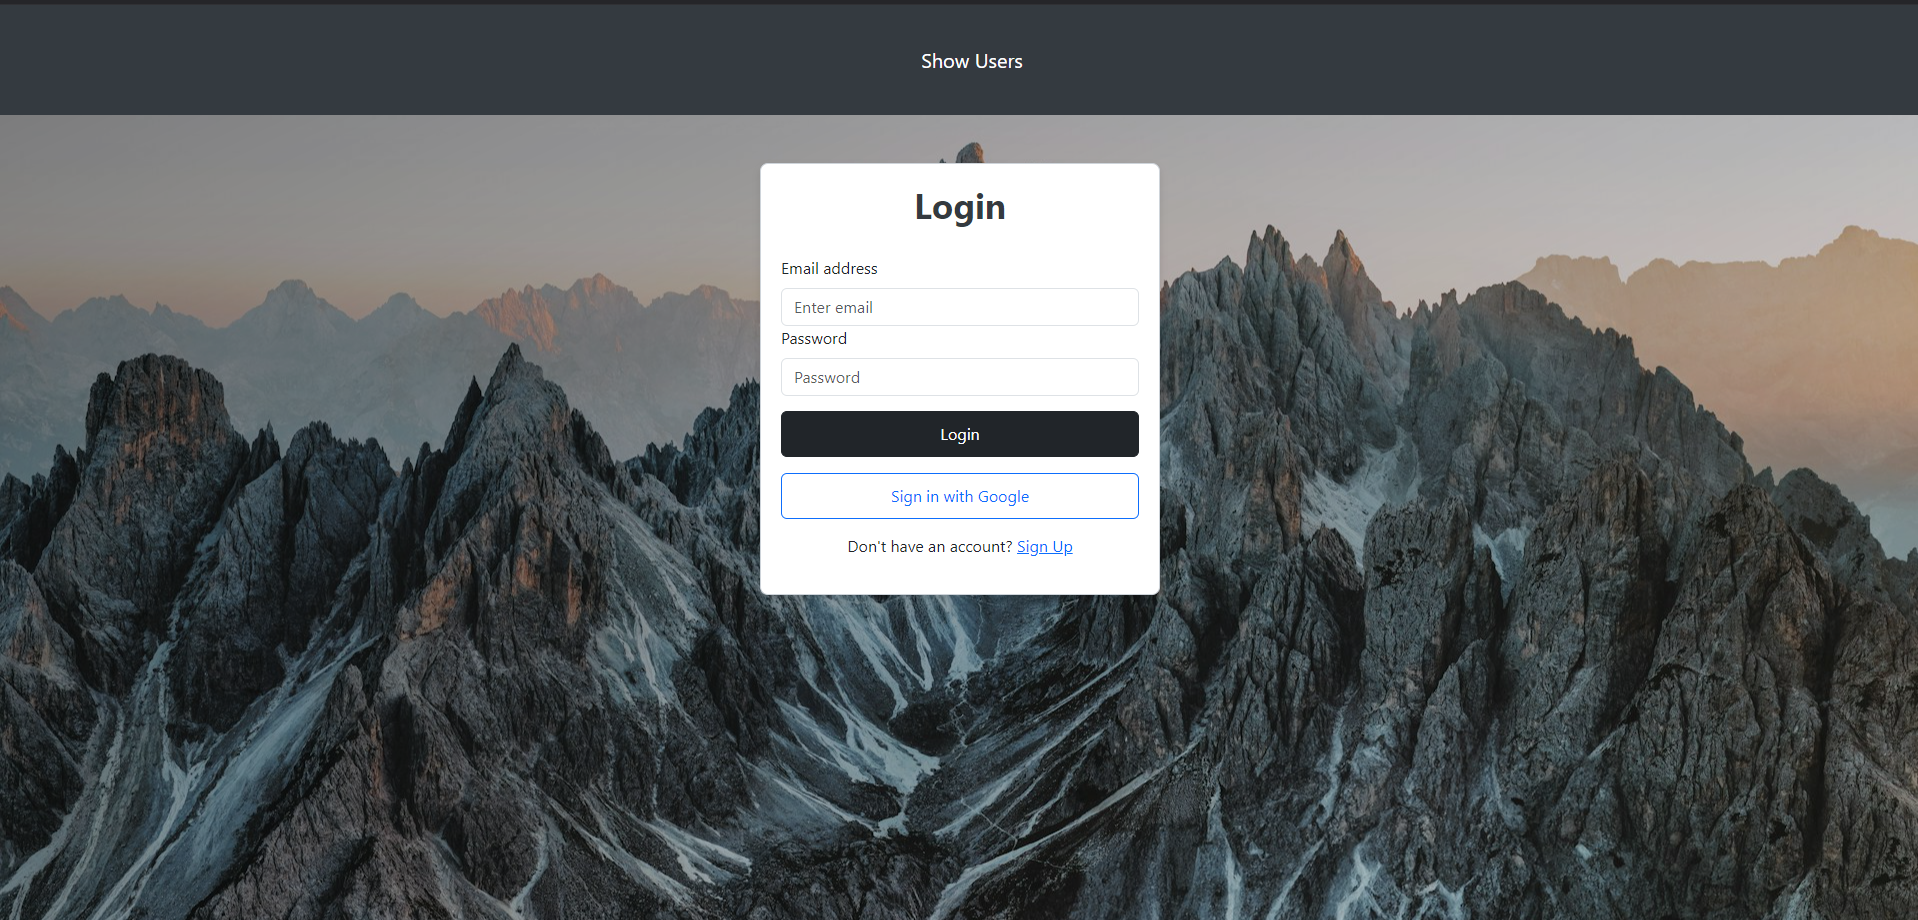 Show Users
Login
Email address
Enter email
Password
Password
Login
Sign in with Google
Don't have an account? Sign Up